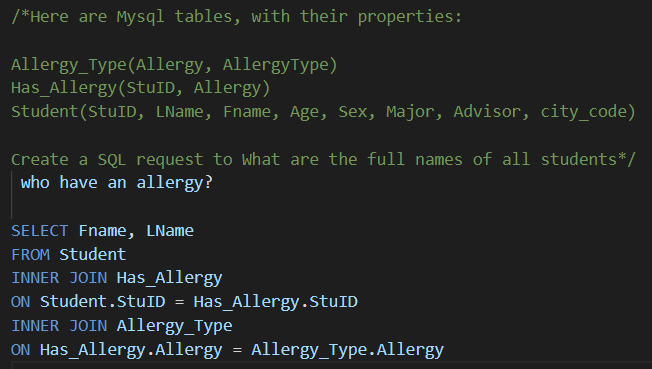 /*Here are Mysql tables, with their properties:
Allergy_Type(Allergy, AllergyType)
Has_Allergy(StuID, Allergy)
Student(StuID, LName, Fname, Age, Sex, Major, Advisor, city_code)
Create a SQL request to What are the full names of all students*/
who have an allergy?
SELECT Fname, LName
FROM Student
INNER JOIN Has_Allergy
ON Student.StuID = Has_Allergy.StuID
INNER JOIN Allergy_Type
ON Has_Allergy.Allergy = Allergy_Type.Allergy